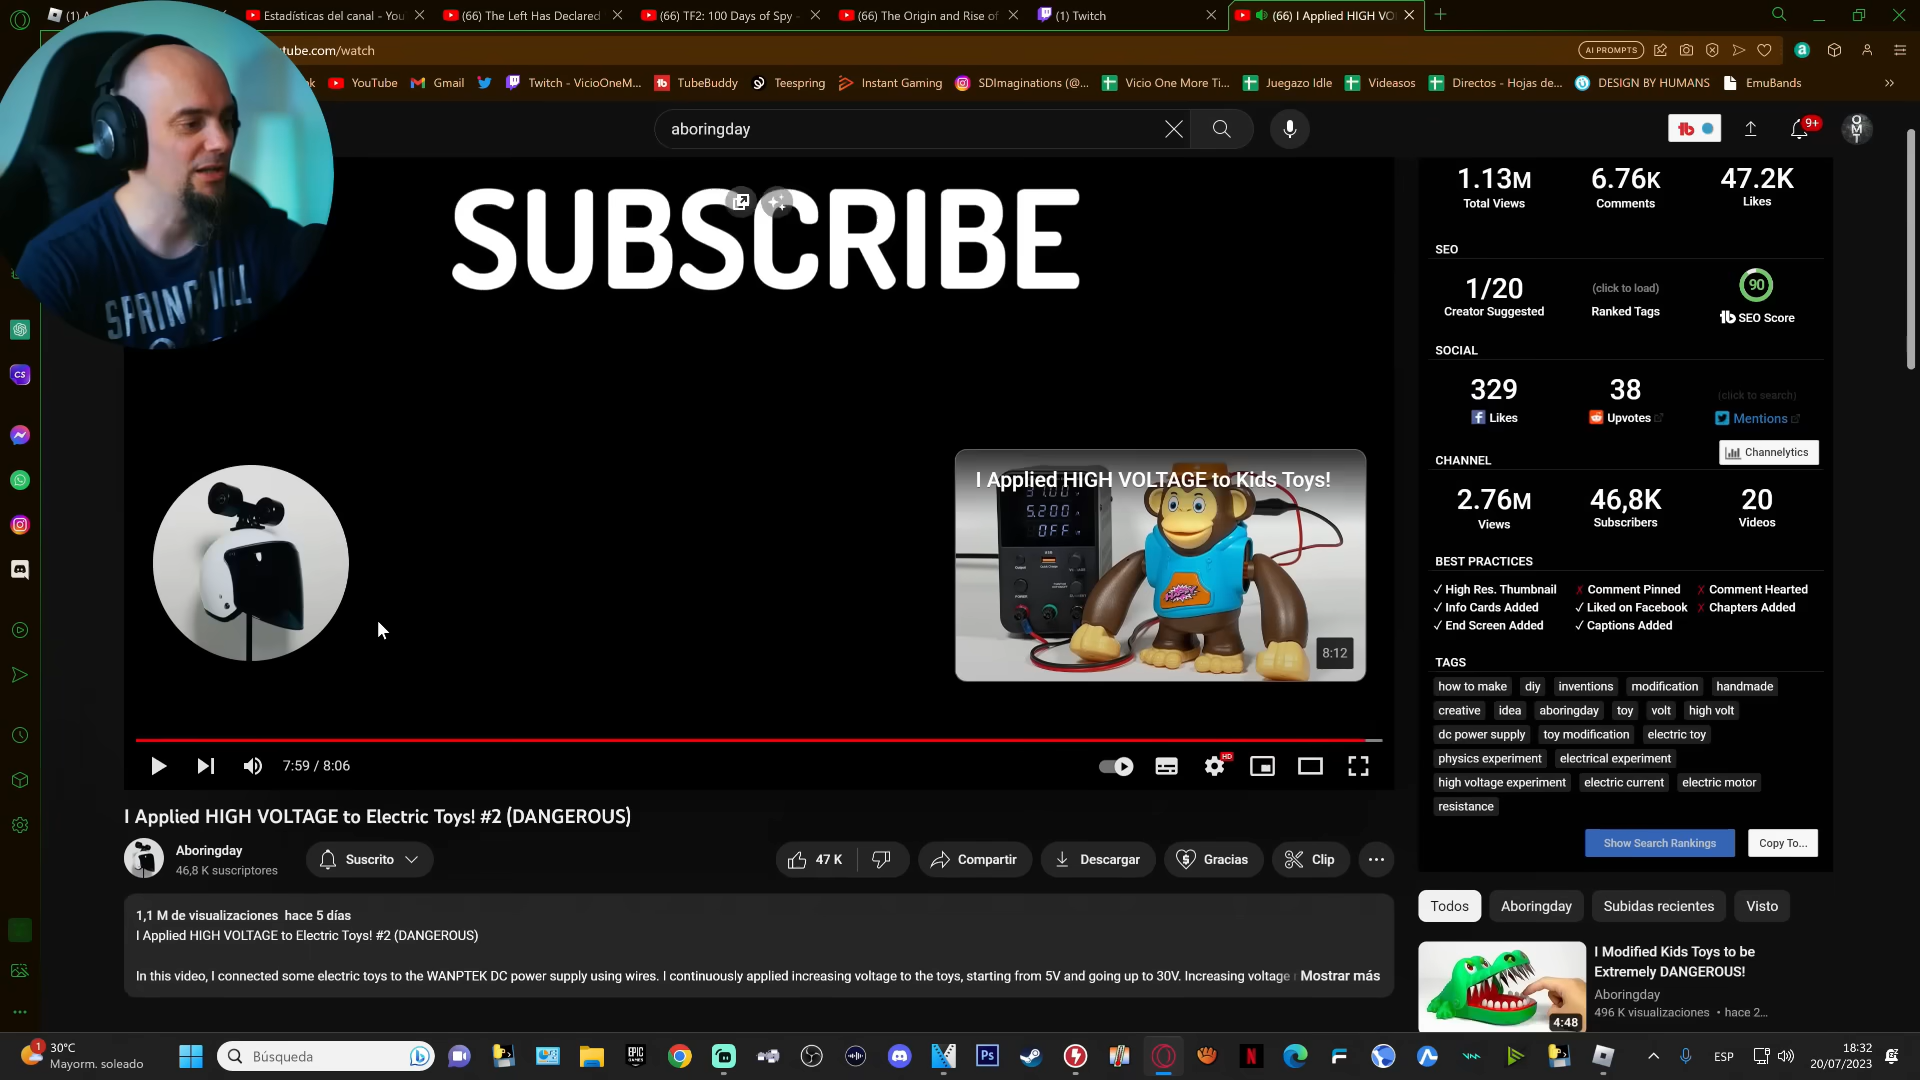 Estadísticas del canal - You
(66) The Left Has Declared
(66) TF2: 100 Days of Spy -
(66) The Origin and Rise of
(1) Twitch
(66) I Applied HIGH VO
tube.com/watch
AI PROMPTS
YouTube
Gmail
Twitch - VicioOneM...
TubeBuddy
Teespring
Instant Gaming
SDImaginations (@...
Vicio One More Ti...
Juegazo Idle
Videasos
Directos - Hojas de...
DESIGN BY HUMANS
EmuBands
aboringday
9+
SPRING HILL
SUBSCRIBE
I Applied HIGH VOLTAGE to Kids Toys!
5.200
OFF
8:12
7:59 / 8:06
HD
I Applied HIGH VOLTAGE to Electric Toys! #2 (DANGEROUS)
Aboringday
46,8 K suscriptores
Suscrito
47 K
Compartir
Descargar
Gracias
Clip
1,1 M de visualizaciones hace 5 días
I Applied HIGH VOLTAGE to Electric Toys! #2 (DANGEROUS)
In this video, I connected some electric toys to the WANPTEK DC power supply using wires. I continuously applied increasing voltage to the toys, starting from 5V and going up to 30V. Increasing voltage
Mostrar más
1.13M
Total Views
6.76K
Comments
47.2K
Likes
SEO
1/20
Creator Suggested
(click to load)
Ranked Tags
90
SEO Score
SOCIAL
329
Likes
38
Upvotes
(click to search)
Mentions
CHANNEL
Channelytics
2.76M
Views
46,8K
Subscribers
20
Videos
BEST PRACTICES
✓ High Res. Thumbnail
✗ Comment Pinned
✗ Comment Hearted
✓ Info Cards Added
✓ Liked on Facebook
✗ Chapters Added
✓ End Screen Added
✓ Captions Added
TAGS
how to make
diy
inventions
modification
handmade
creative
idea
aboringday
toy
volt
high volt
dc power supply
toy modification
electric toy
physics experiment
electrical experiment
high voltage experiment
electric current
electric motor
resistance
Show Search Rankings
Copy To...
Todos
Aboringday
Subidas recientes
Visto
I Modified Kids Toys to be
Extremely DANGEROUS!
Aboringday
496 K visualizaciones • hace 2...
4:48
1
30°C
Mayorm. soleado
Búsqueda
EPIC
GAMES
Ps
ESP
18:32
20/07/2023